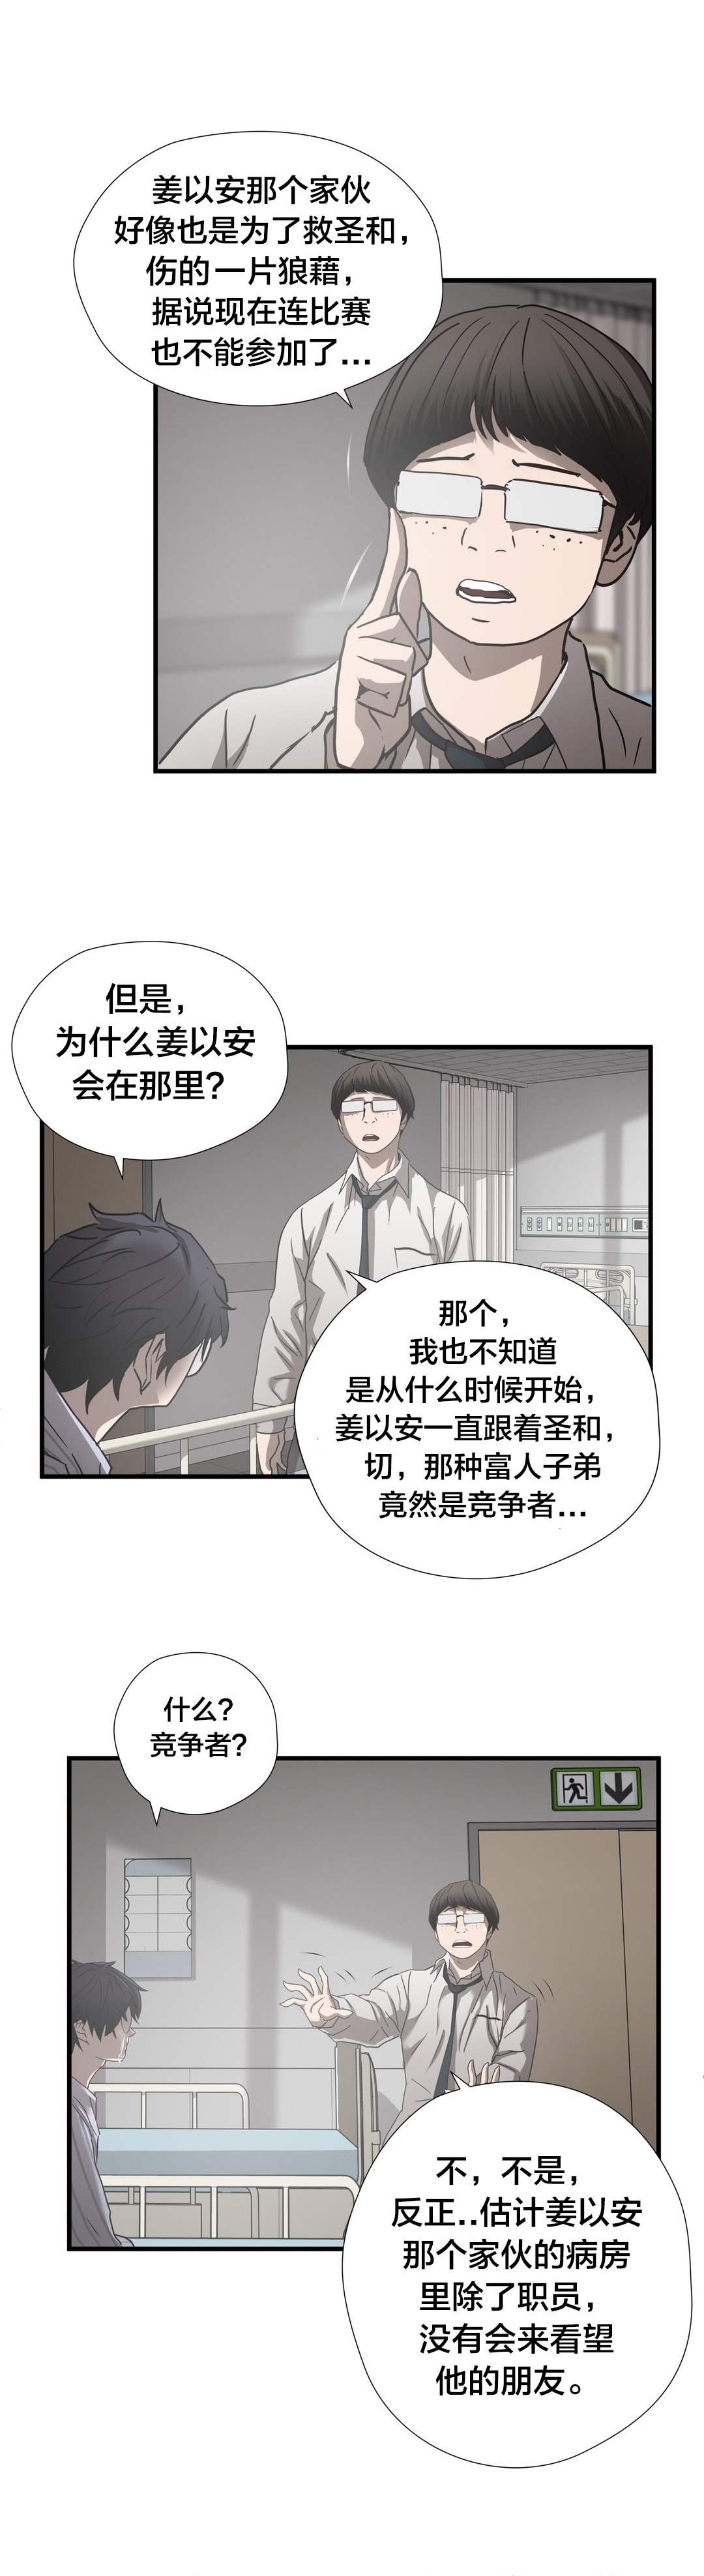 姜以安那个家伙
好像也是为了救圣和，
伤的一片狼藉，
据说现在连比赛
也不能参加了...
但是，
为什么姜以安
会在那里？
那个，
我也不知道
是从什么时候开始，
姜以安一直跟着圣和，
切，那种富人子弟
竟然是竞争者...
什么？
竞争者？
不，不是，
反正..估计姜以安
那个家伙的病房
里除了职员，
没有会来看望
他的朋友。